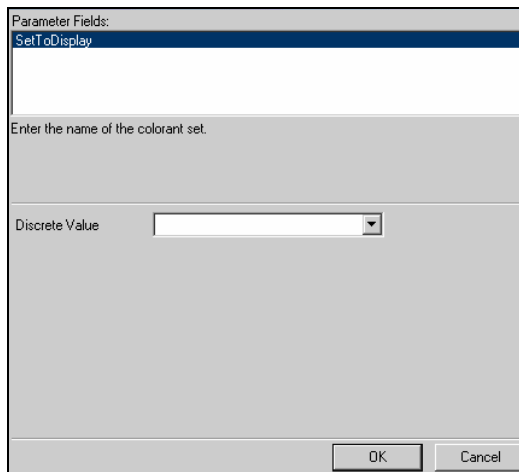 Parameter Fields:
SetToDisplay
Enter the name of the colorant set.
Discrete Value
OK Cancel